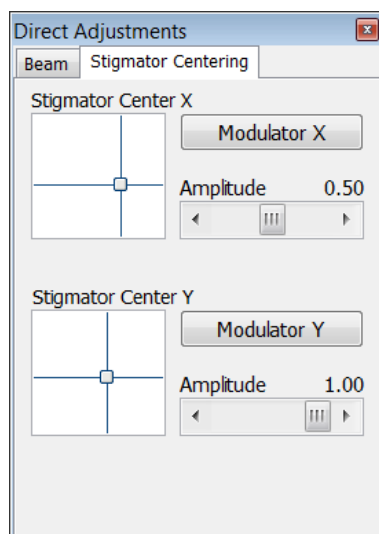 Direct Adjustments
Beam Stigmator Centering
Stigmator Center X
Modulator X
Amplitude 0.50
Stigmator Center Y
Modulator Y
Amplitude 1.00